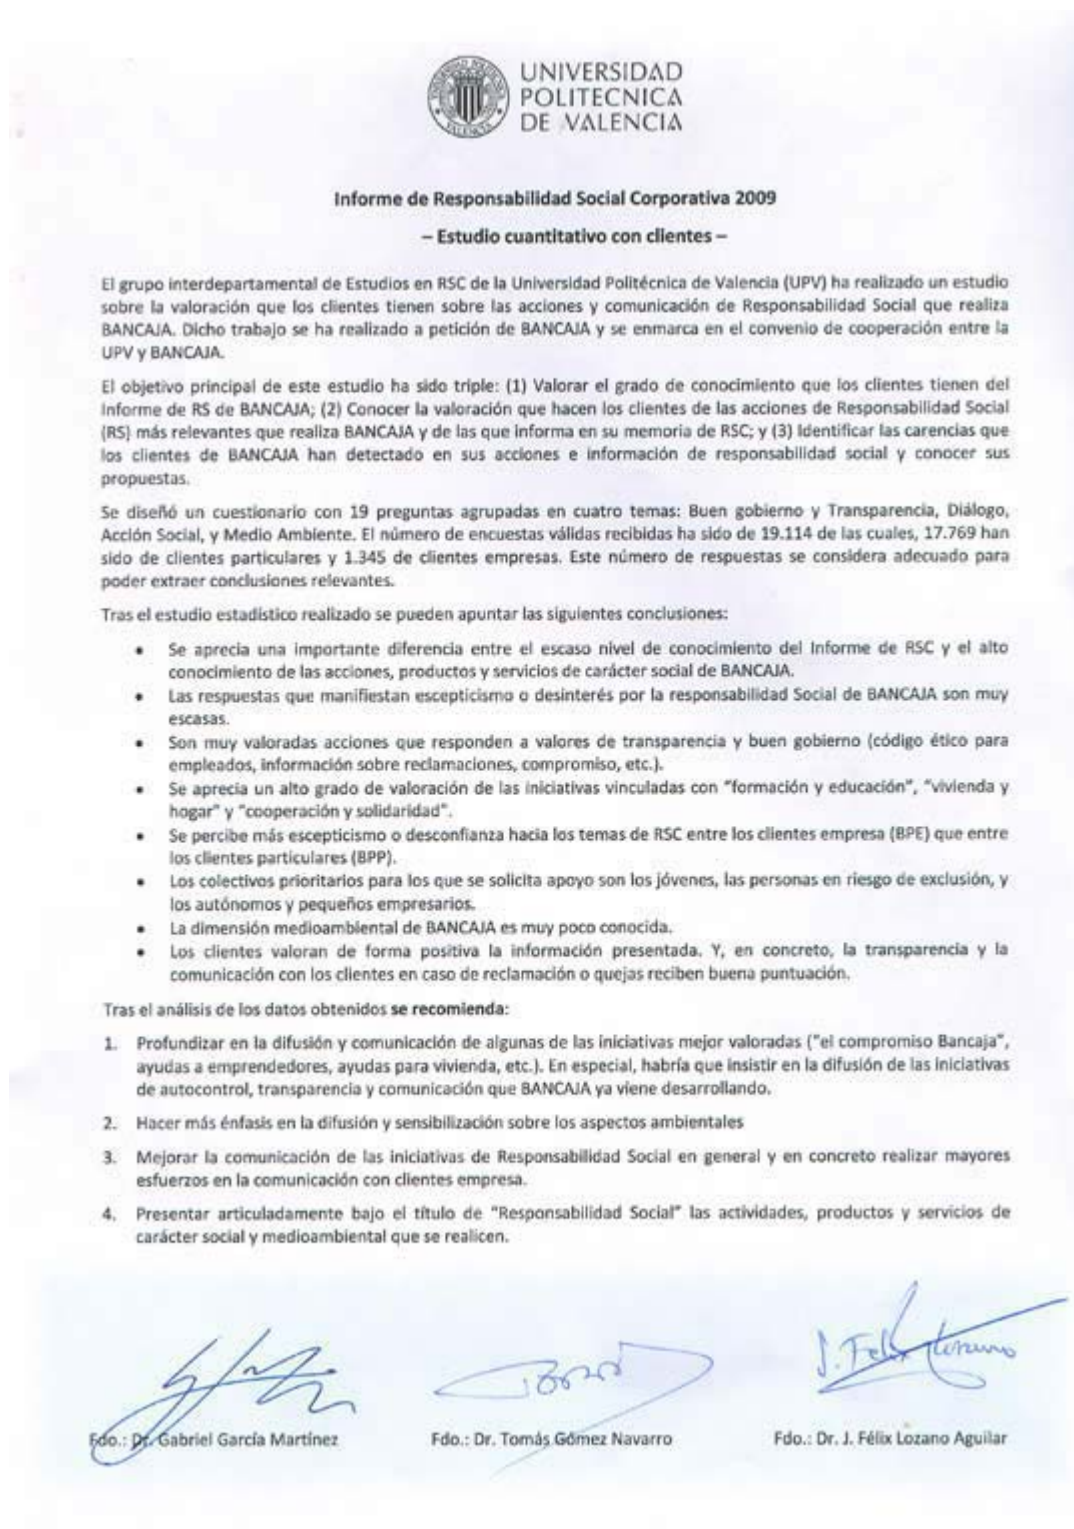 UNIVERSIDAD
POLITECNICA
DE VALENCIA
Informe de Responsabilidad Social Corporativa 2009
– Estudio cuantitativo con clientes –
El grupo interdepartamental de Estudios en RSC de la Universidad Politécnica de Valencia (UPV) ha realizado un estudio
sobre la valoración que los clientes tienen sobre las acciones y comunicación de Responsabilidad Social que realiza
BANCAJA. Dicho trabajo se ha realizado a petición de BANCAJA y se enmarca en el convenio de cooperación entre la
UPV y BANCAJA.
El objetivo principal de este estudio ha sido triple: (1) Valorar el grado de conocimiento que los clientes tienen del
Informe de RS de BANCAJA; (2) Conocer la valoración que hacen los clientes de las acciones de Responsabilidad Social
(RS) más relevantes que realiza BANCAJA y de las que informa en su memoria de RSC; y (3) Identificar las carencias que
los clientes de BANCAJA han detectado en sus acciones e información de responsabilidad social y conocer sus
propuestas.
Se diseñó un cuestionario con 19 preguntas agrupadas en cuatro temas: Buen gobierno y Transparencia, Diálogo,
Acción Social, y Medio Ambiente. El número de encuestas válidas recibidas ha sido de 19.114 de las cuales, 17.769 han
sido de clientes particulares y 1.345 de clientes empresas. Este número de respuestas se considera adecuado para
poder extraer conclusiones relevantes.
Tras el estudio estadístico realizado se pueden apuntar las siguientes conclusiones:
• Se aprecia una importante diferencia entre el escaso nivel de conocimiento del Informe de RSC y el alto
conocimiento de las acciones, productos y servicios de carácter social de BANCAJA.
• Las respuestas que manifiestan escepticismo o desinterés por la responsabilidad Social de BANCAJA son muy
escasas.
• Son muy valoradas acciones que responden a valores de transparencia y buen gobierno (código ético para
empleados, información sobre reclamaciones, compromiso, etc.).
• Se aprecia un alto grado de valoración de las iniciativas vinculadas con "formación y educación", "vivienda y
hogar" y "cooperación y solidaridad".
• Se percibe más escepticismo o desconfianza hacia los temas de RSC entre los clientes empresa (BPE) que entre
los clientes particulares (BPP).
• Los colectivos prioritarios para los que se solicita apoyo son los jóvenes, las personas en riesgo de exclusión, y
los autónomos y pequeños empresarios.
• La dimensión medioambiental de BANCAJA es muy poco conocida.
• Los clientes valoran de forma positiva la información presentada. Y, en concreto, la transparencia y la
comunicación con los clientes en caso de reclamación o quejas reciben buena puntuación.
Tras el análisis de los datos obtenidos se recomienda:
1. Profundizar en la difusión y comunicación de algunas de las iniciativas mejor valoradas ("el compromiso Bancaja",
ayudas a emprendedores, ayudas para vivienda, etc.). En especial, habría que insistir en la difusión de las iniciativas
de autocontrol, transparencia y comunicación que BANCAJA ya viene desarrollando.
2. Hacer más énfasis en la difusión y sensibilización sobre los aspectos ambientales
3. Mejorar la comunicación de las iniciativas de Responsabilidad Social en general y en concreto realizar mayores
esfuerzos en la comunicación con clientes empresa.
4. Presentar articuladamente bajo el título de "Responsabilidad Social" las actividades, productos y servicios de
carácter social y medioambiental que se realicen.
J. Felix Lozano
Fdo.: Dr. Gabriel García Martínez Fdo.: Dr. Tomás Gómez Navarro Fdo.: Dr. J. Félix Lozano Aguilar